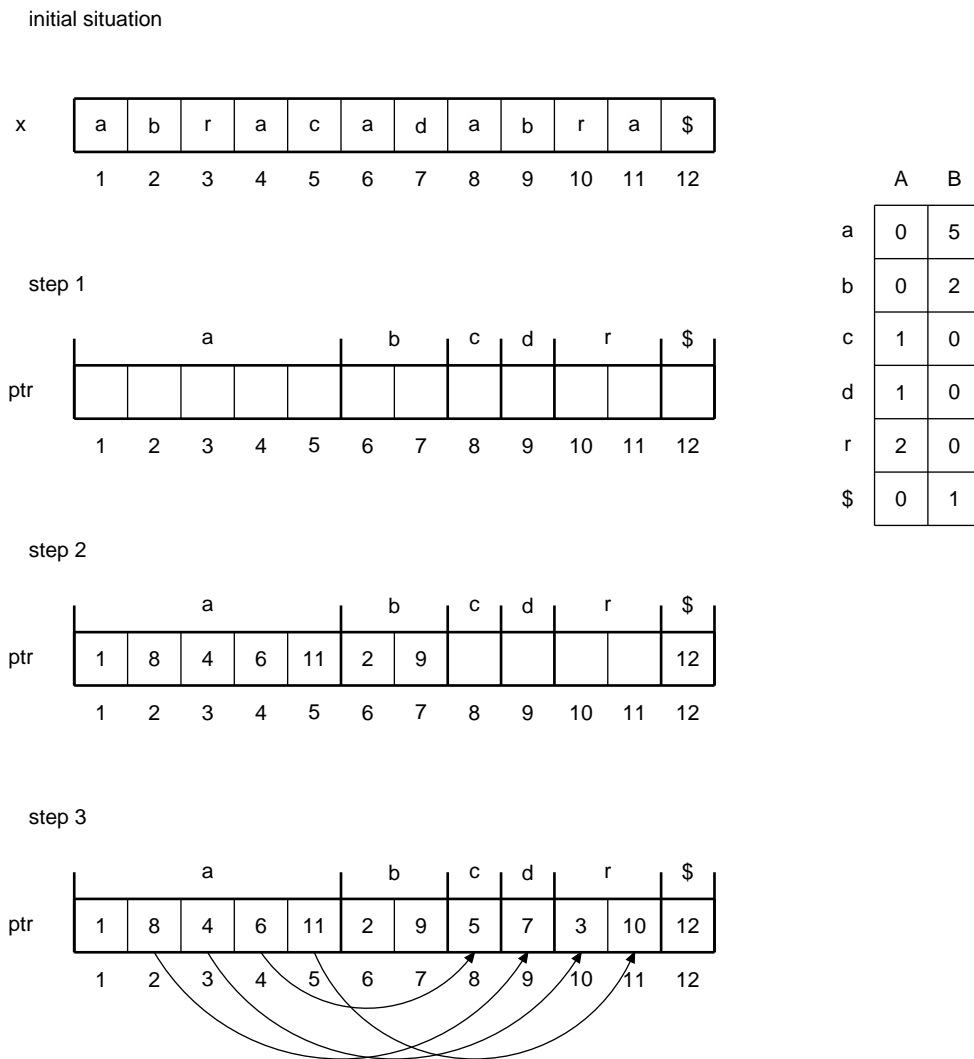 initial situation
x a b r a c a d a b r a $
1 2 3 4 5 6 7 8 9 10 11 12
A B
a 0 5
b 0 2
c 1 0
d 1 0
r 2 0
$ 0 1
step 1
a b c d r $
ptr
1 2 3 4 5 6 7 8 9 10 11 12
step 2
a b c d r $
ptr 1 8 4 6 11 2 9 12
1 2 3 4 5 6 7 8 9 10 11 12
step 3
a b c d r $
ptr 1 8 4 6 11 2 9 5 7 3 10 12
1 2 3 4 5 6 7 8 9 10 11 12